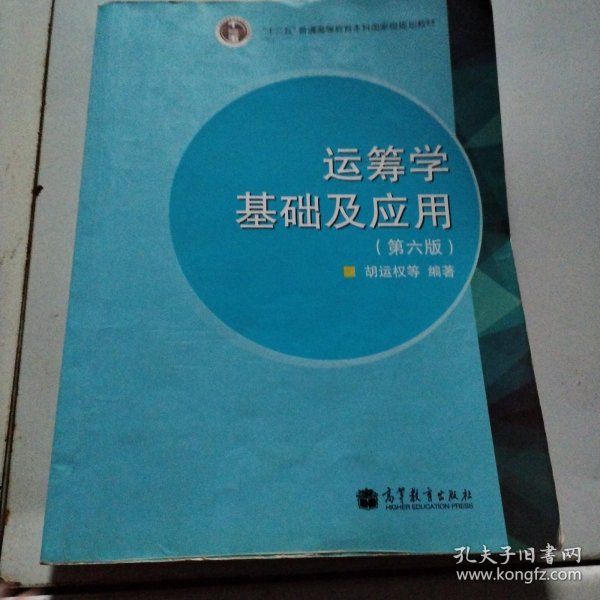 "十二五"普通高等教育本科国家级规划教材
运筹学
基础及应用
(第六版)
胡运权等 编著
高等教育出版社
HIGHER EDUCATION PRESS
孔夫子旧书网
www.kongfz.com